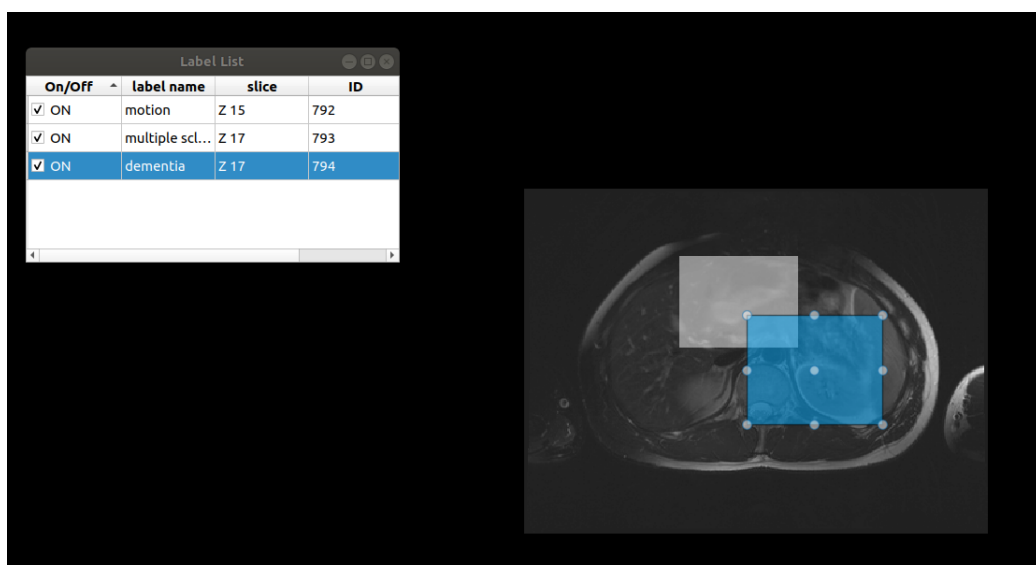 Label List
On/Off label name slice ID
ON motion Z 15 792
ON multiple scl... Z 17 793
ON dementia Z 17 794